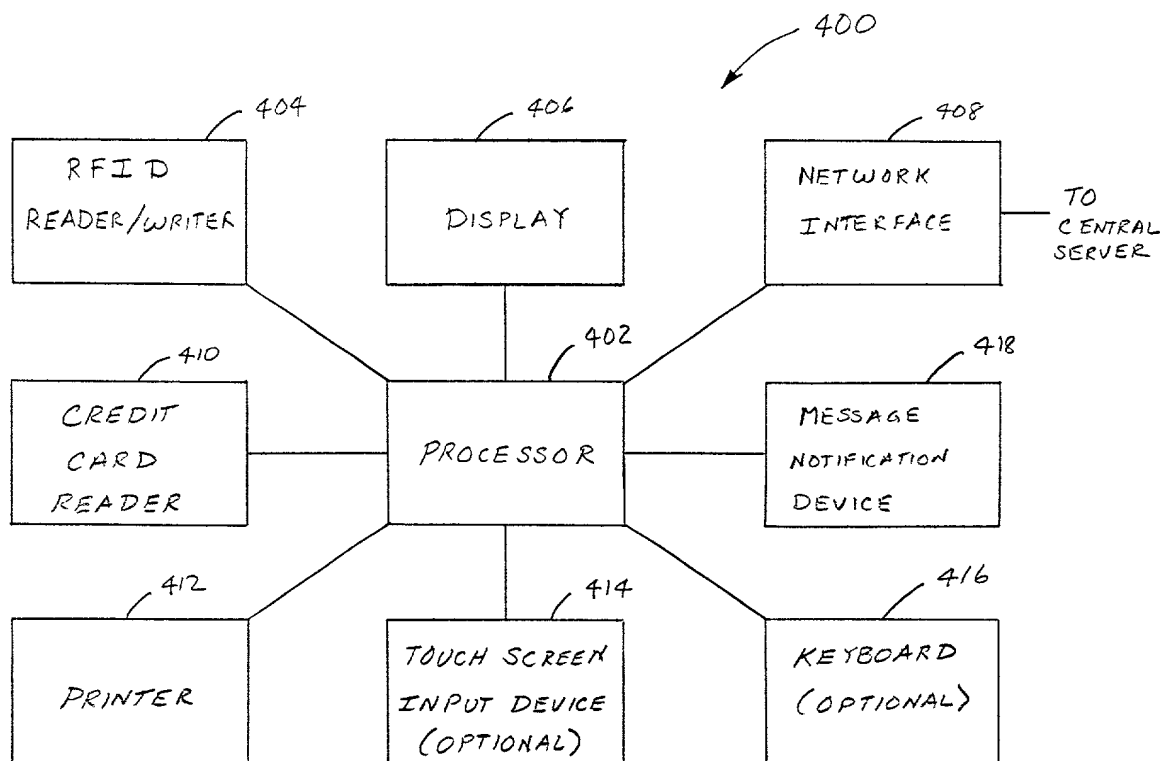 400
404
406
408
RFID
READER/WRITER
DISPLAY
NETWORK
INTERFACE
TO
CENTRAL
SERVER
410
402
418
CREDIT
CARD
READER
PROCESSOR
MESSAGE
NOTIFICATION
DEVICE
412
414
416
PRINTER
TOUCH SCREEN
INPUT DEVICE
(OPTIONAL)
KEYBOARD
(OPTIONAL)